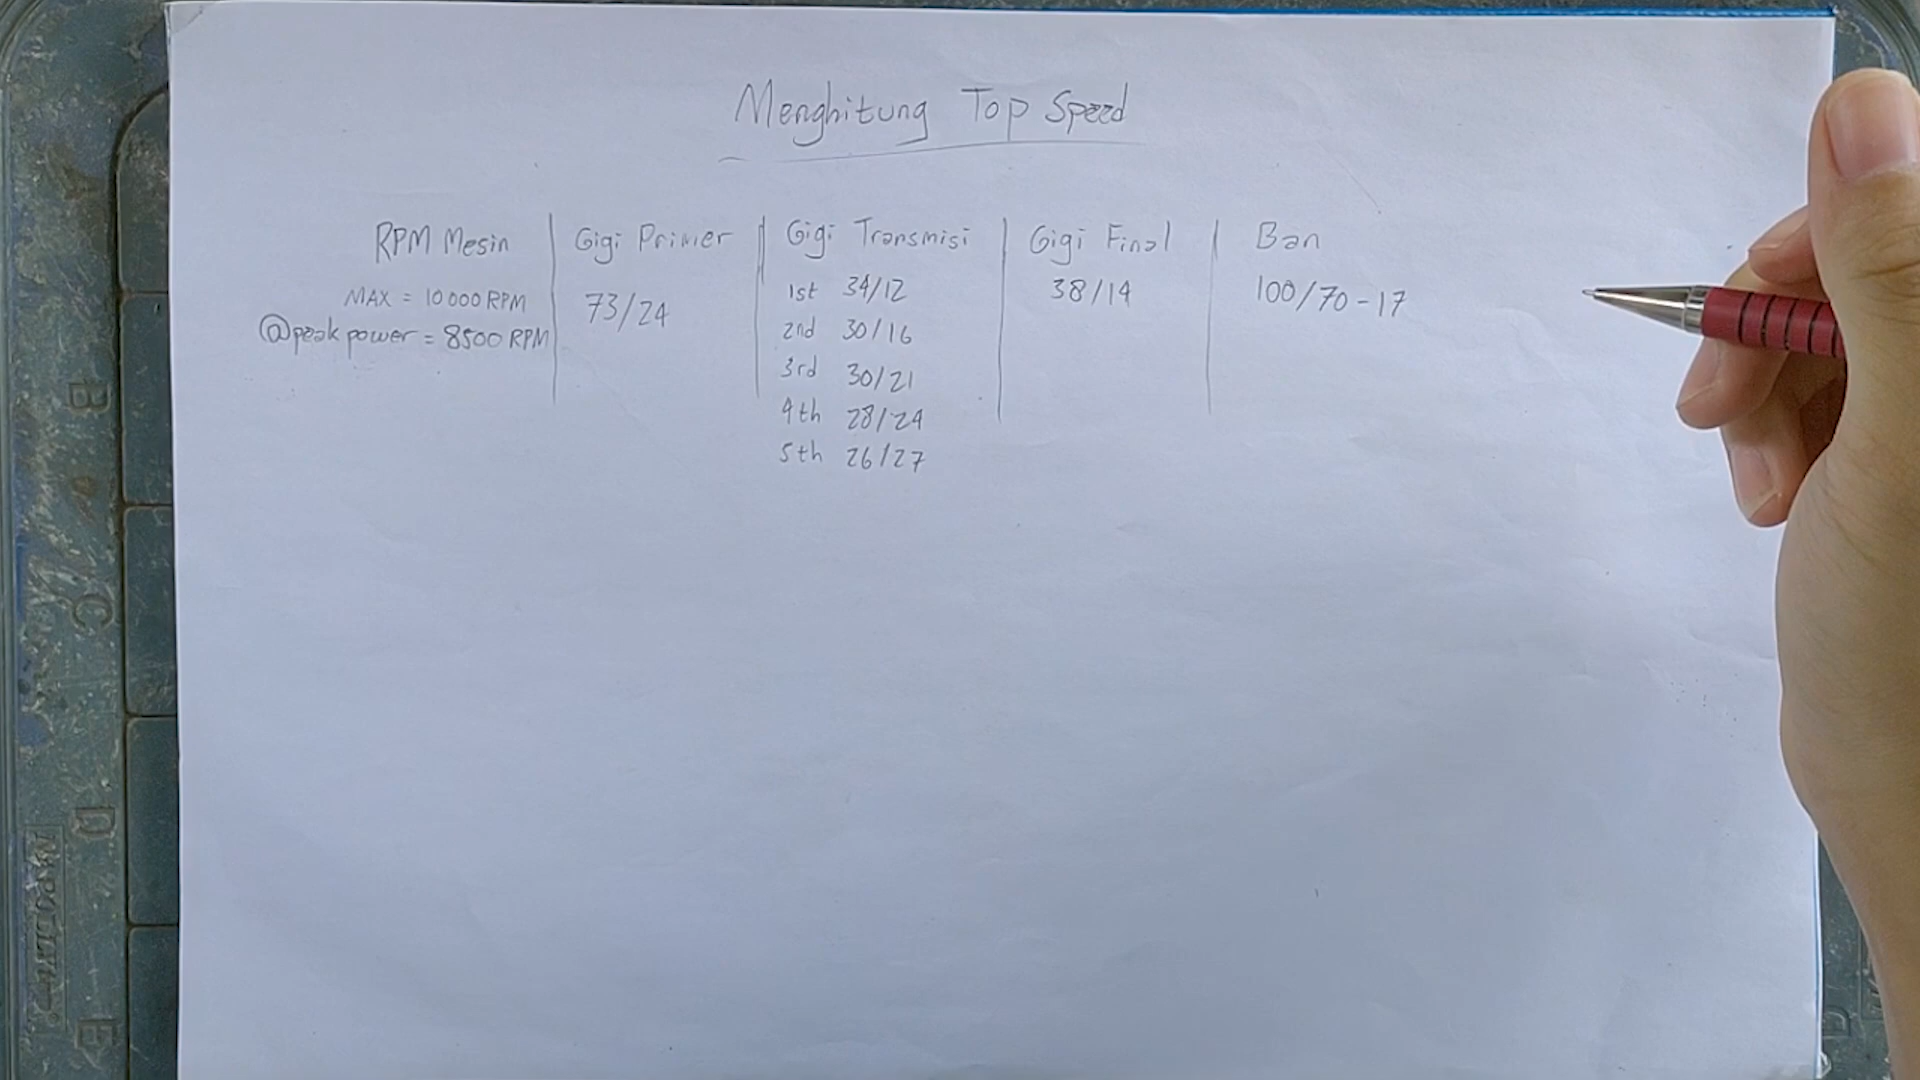 Menghitung Top Speed
RPM Mesin
MAX = 10000 RPM
@peak power = 8500 RPM
Gigi Primer
73/24
Gigi Transmisi
1st 34/12
2nd 30/16
3rd 30/21
4th 28/24
5th 26/27
Gigi Final
38/14
Ban
100/70-17
A
B
C
D
E
D